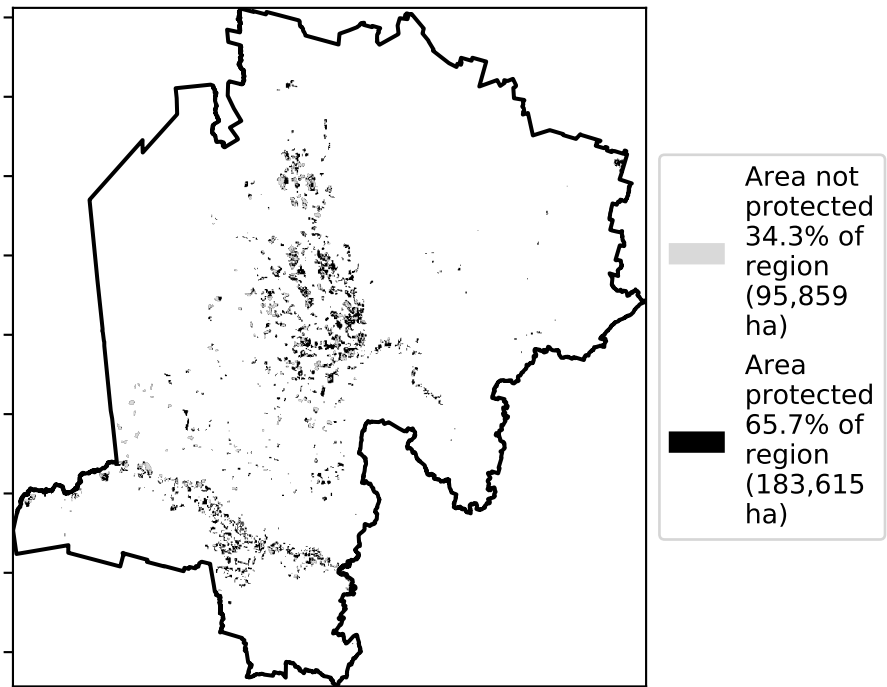 Area not
protected
34.3% of
region
(95,859
ha)
Area
protected
65.7% of
region
(183,615
ha)